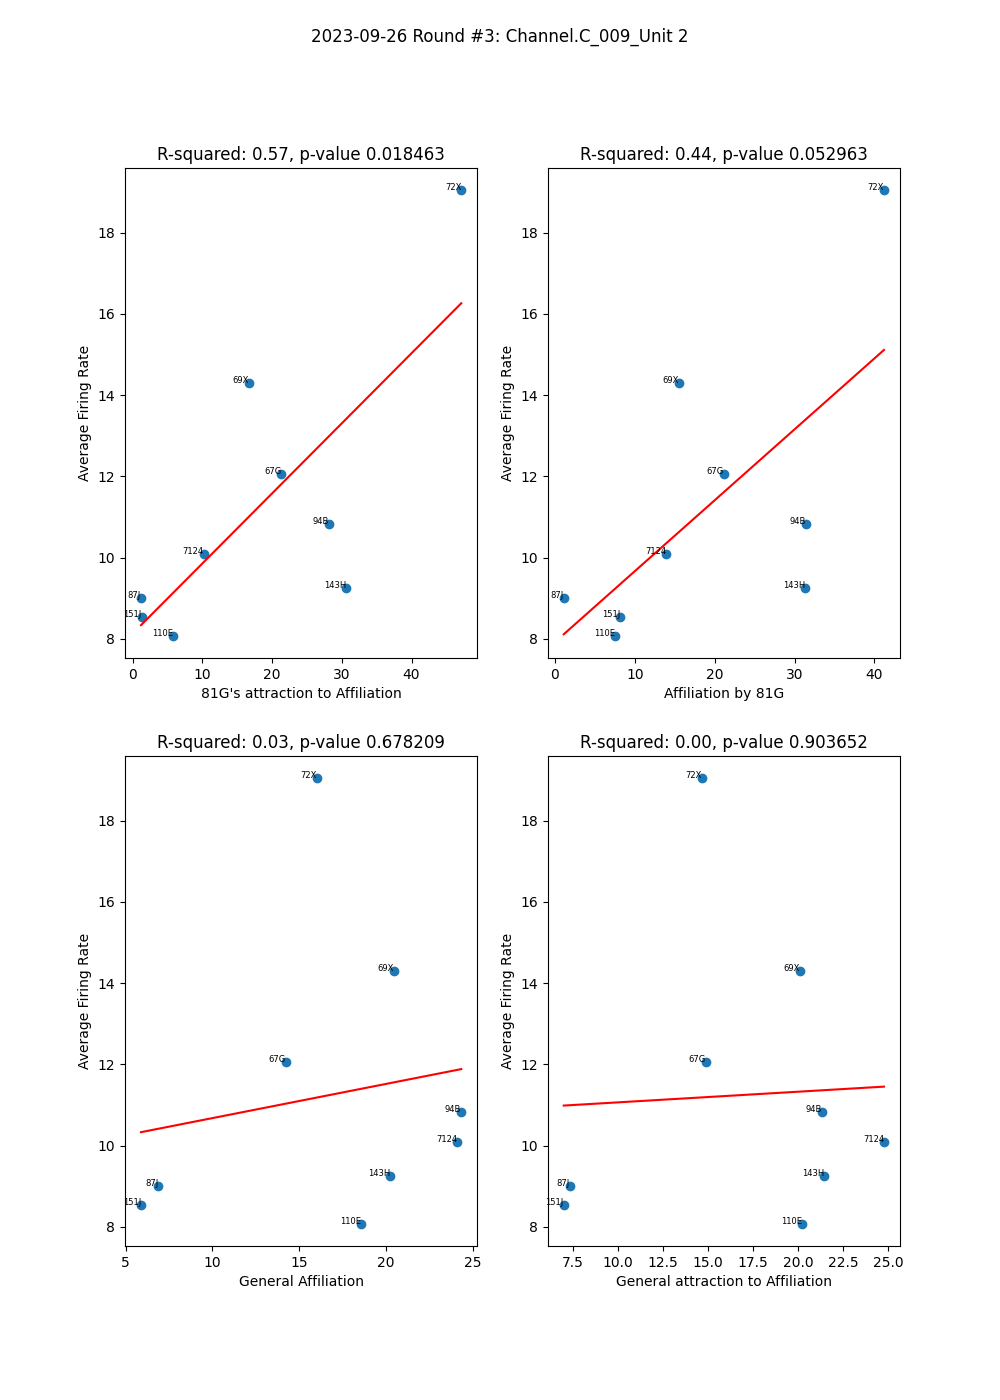 2023-09-26 Round #3: Channel.C_009_Unit 2
R-squared: 0.57, p-value 0.018463
72X
18
16
69X
14
Average Firing Rate
67G
12
94B
7124
10
143H
87J
151J
110E
8
0 10 20 30 40
81G's attraction to Affiliation
R-squared: 0.44, p-value 0.052963
72X
18
16
69X
14
Average Firing Rate
67G
12
94B
7124
10
143H
87J
151J
110E
8
0 10 20 30 40
Affiliation by 81G
R-squared: 0.03, p-value 0.678209
72X
18
16
69X
14
Average Firing Rate
67G
12
94B
7124
10
143H
87J
151J
110E
8
5 10 15 20 25
General Affiliation
R-squared: 0.00, p-value 0.903652
72X
18
16
69X
14
Average Firing Rate
67G
12
94B
7124
10
143H
87J
151J
110E
8
7.5 10.0 12.5 15.0 17.5 20.0 22.5 25.0
General attraction to Affiliation